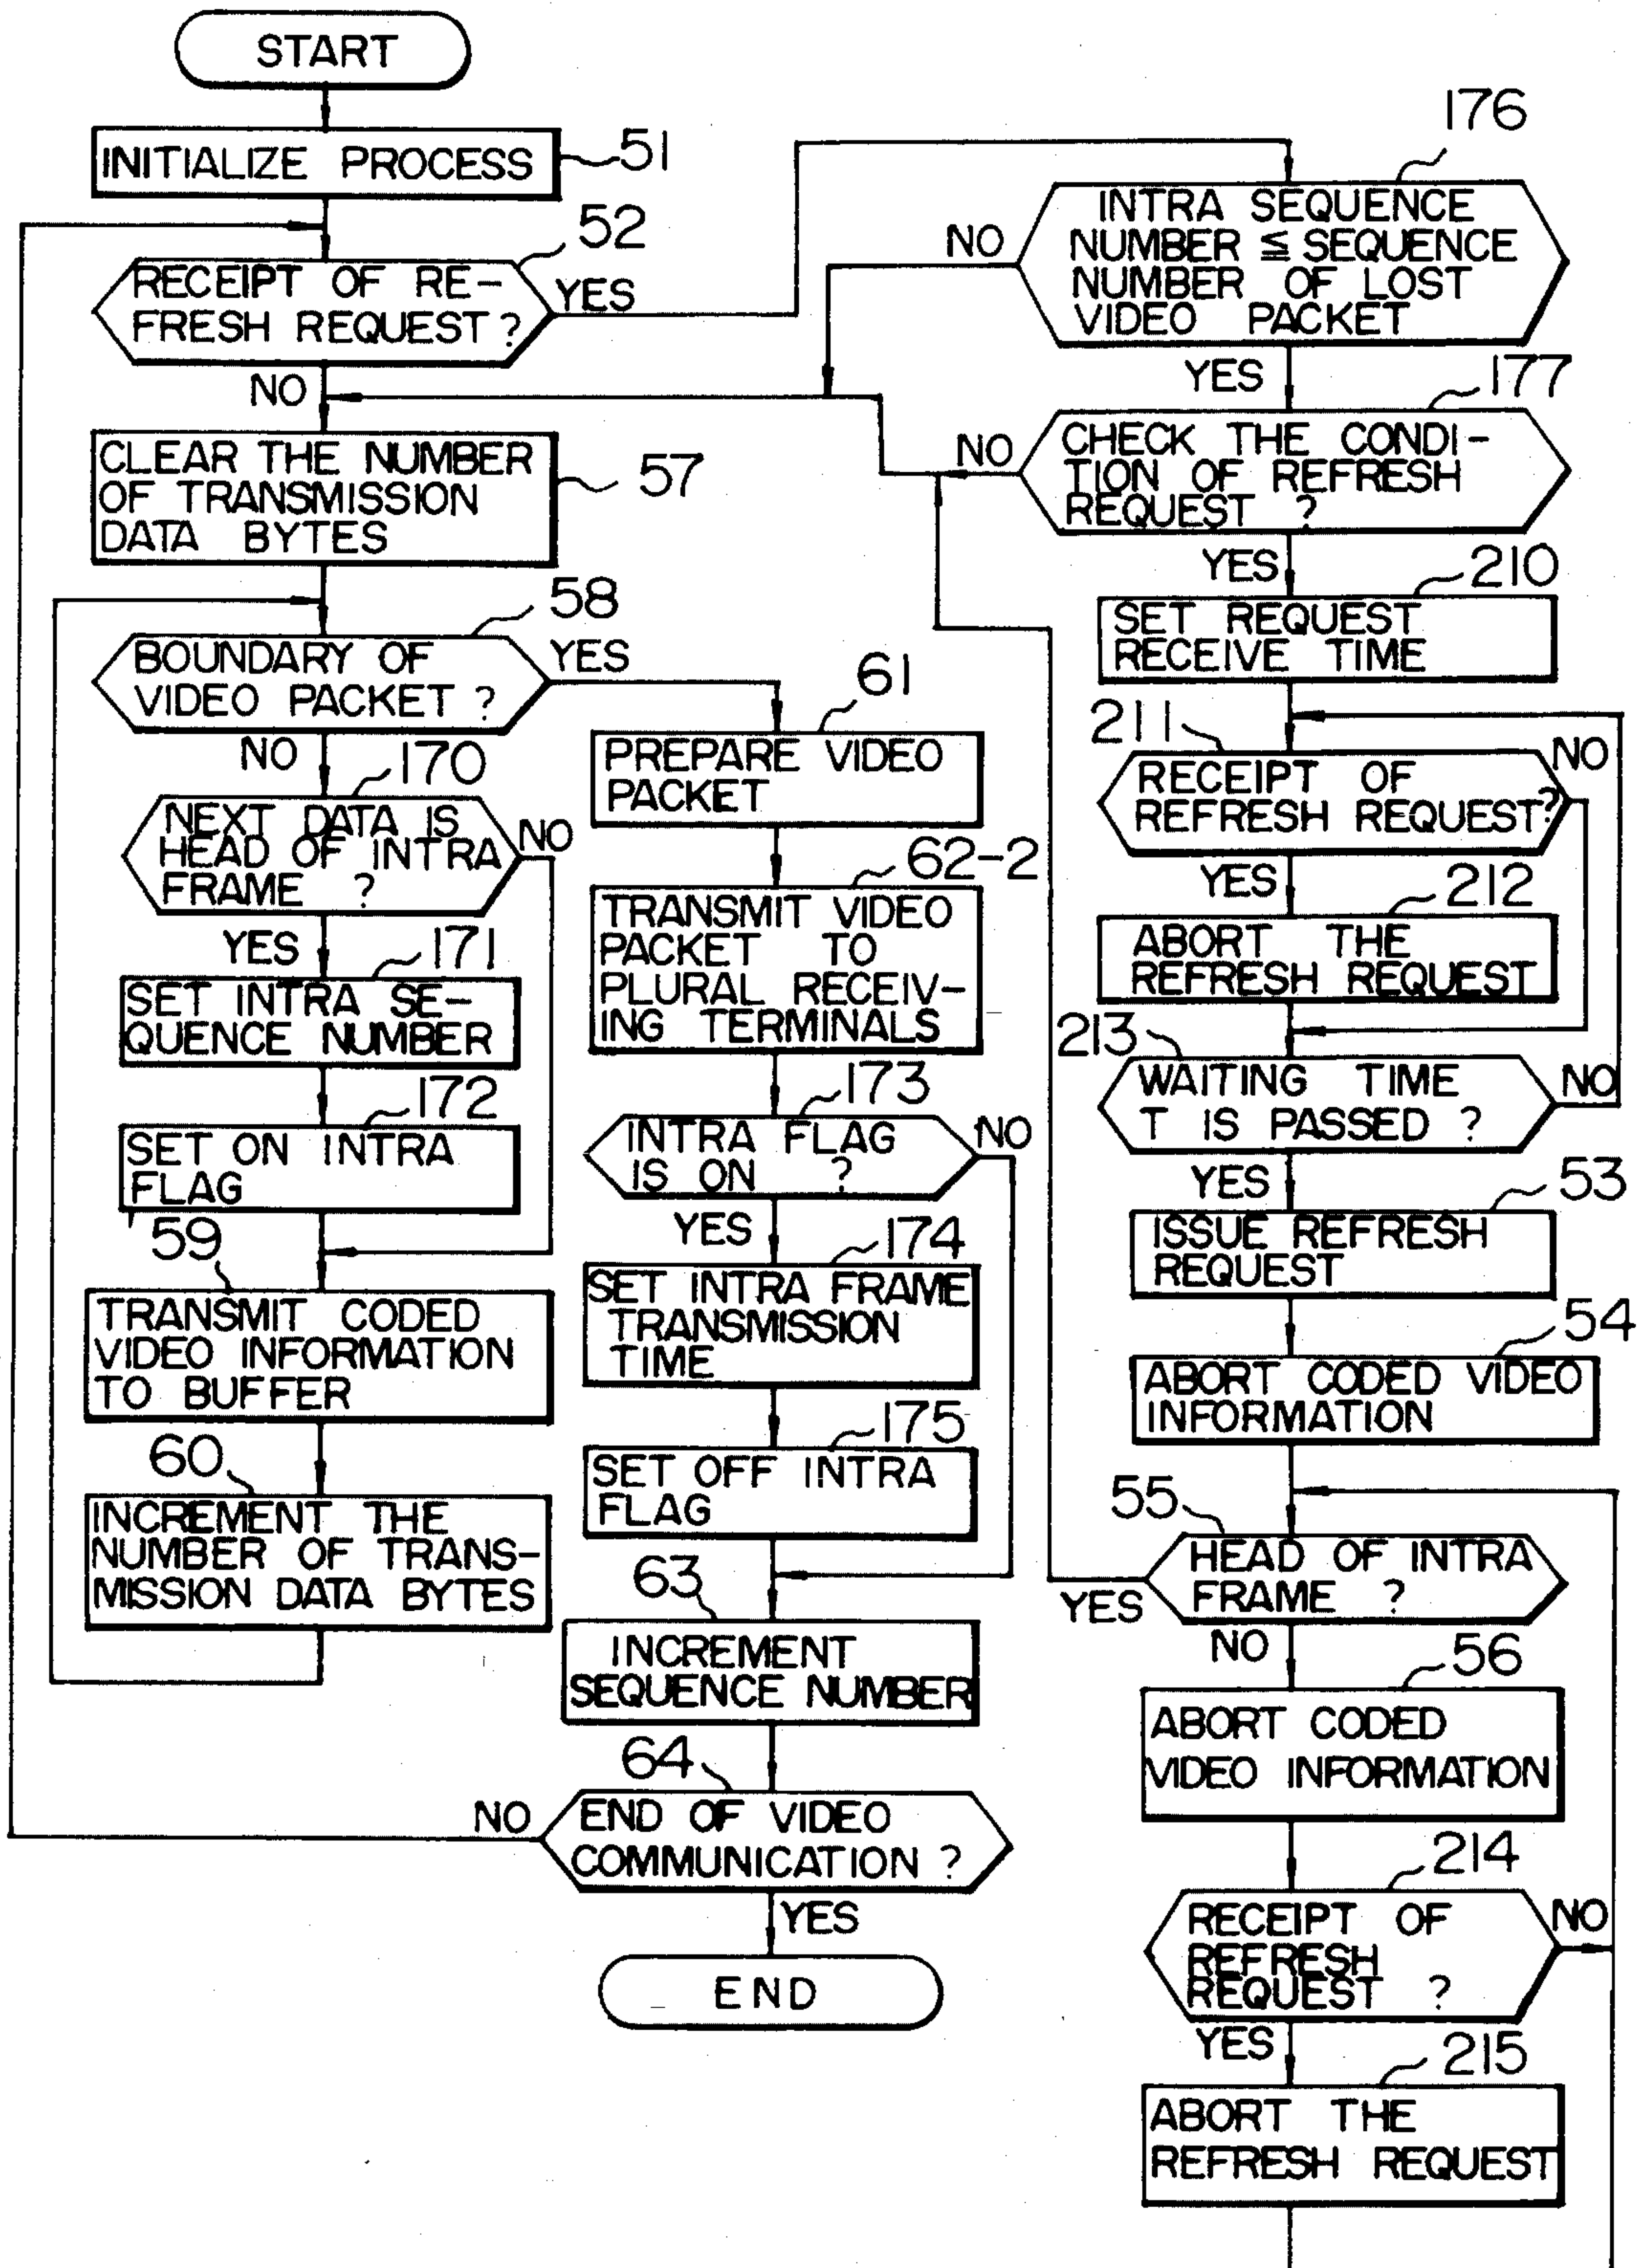 START
INITIALIZE PROCESS
51
52
RECEIPT OF RE-
FRESH REQUEST?
YES
NO
CLEAR THE NUMBER
OF TRANSMISSION
DATA BYTES
57
58
BOUNDARY OF
VIDEO PACKET ?
YES
NO
170
NEXT DATA IS
HEAD OF INTRA
FRAME ?
NO
YES
171
SET INTRA SE-
QUENCE NUMBER
172
SET ON INTRA
FLAG
59
TRANSMIT CODED
VIDEO INFORMATION
TO BUFFER
60
INCREMENT THE
NUMBER OF TRANS-
MISSION DATA BYTES
61
PREPARE VIDEO
PACKET
62-2
TRANSMIT VIDEO
PACKET TO
PLURAL RECEIV-
ING TERMINALS
173
INTRA FLAG
IS ON ?
NO
YES
174
SET INTRA FRAME
TRANSMISSION
TIME
175
SET OFF INTRA
FLAG
63
INCREMENT
SEQUENCE NUMBER
64
END OF VIDEO
COMMUNICATION ?
NO
YES
END
176
INTRA SEQUENCE
NUMBER ≦ SEQUENCE
NUMBER OF LOST
VIDEO PACKET
NO
YES
177
CHECK THE CONDI-
TION OF REFRESH
REQUEST ?
NO
YES
210
SET REQUEST
RECEIVE TIME
211
RECEIPT OF
REFRESH REQUEST?
NO
YES
212
ABORT THE
REFRESH REQUEST
213
WAITING TIME
T IS PASSED ?
NO
YES
53
ISSUE REFRESH
REQUEST
54
ABORT CODED VIDEO
INFORMATION
55
HEAD OF INTRA
FRAME ?
YES
NO
56
ABORT CODED
VIDEO INFORMATION
214
RECEIPT OF
REFRESH
REQUEST ?
NO
YES
215
ABORT THE
REFRESH REQUEST